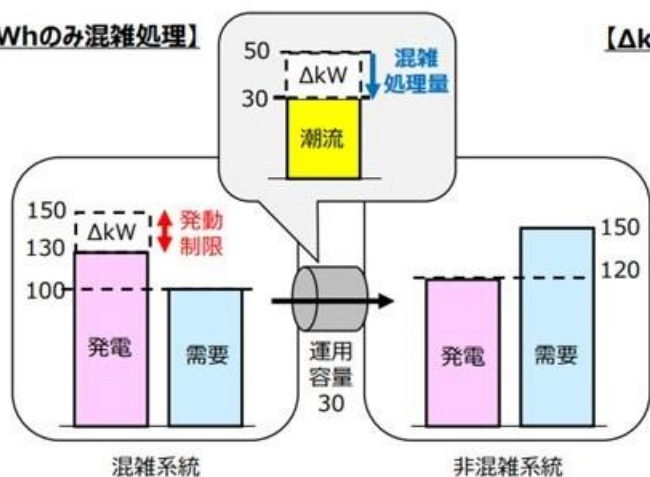 Whのみ混雑処理】
【Δk
50
ΔkW
混雑
処理量
30
潮流
150
ΔkW
発動
制限
130
100
発電
需要
運用
容量
30
150
120
発電
需要
混雑系統
非混雑系統